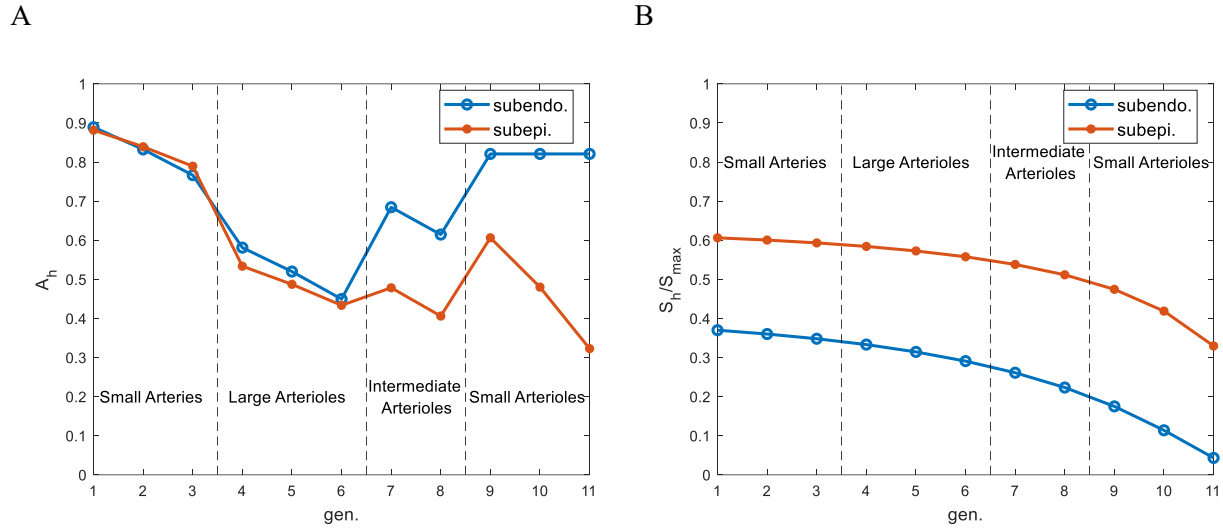 A
B
1
0.9
0.8
0.7
0.6
0.5
0.4
0.3
0.2
0.1
0
A_h
subendo.
subepi.
Small Arteries
Large Arterioles
Intermediate
Arterioles
Small Arterioles
1 2 3 4 5 6 7 8 9 10 11
gen.
1
0.9
0.8
0.7
0.6
0.5
0.4
0.3
0.2
0.1
0
S_h/S_max
subendo.
subepi.
Small Arteries
Large Arterioles
Intermediate
Arterioles
Small Arterioles
1 2 3 4 5 6 7 8 9 10 11
gen.